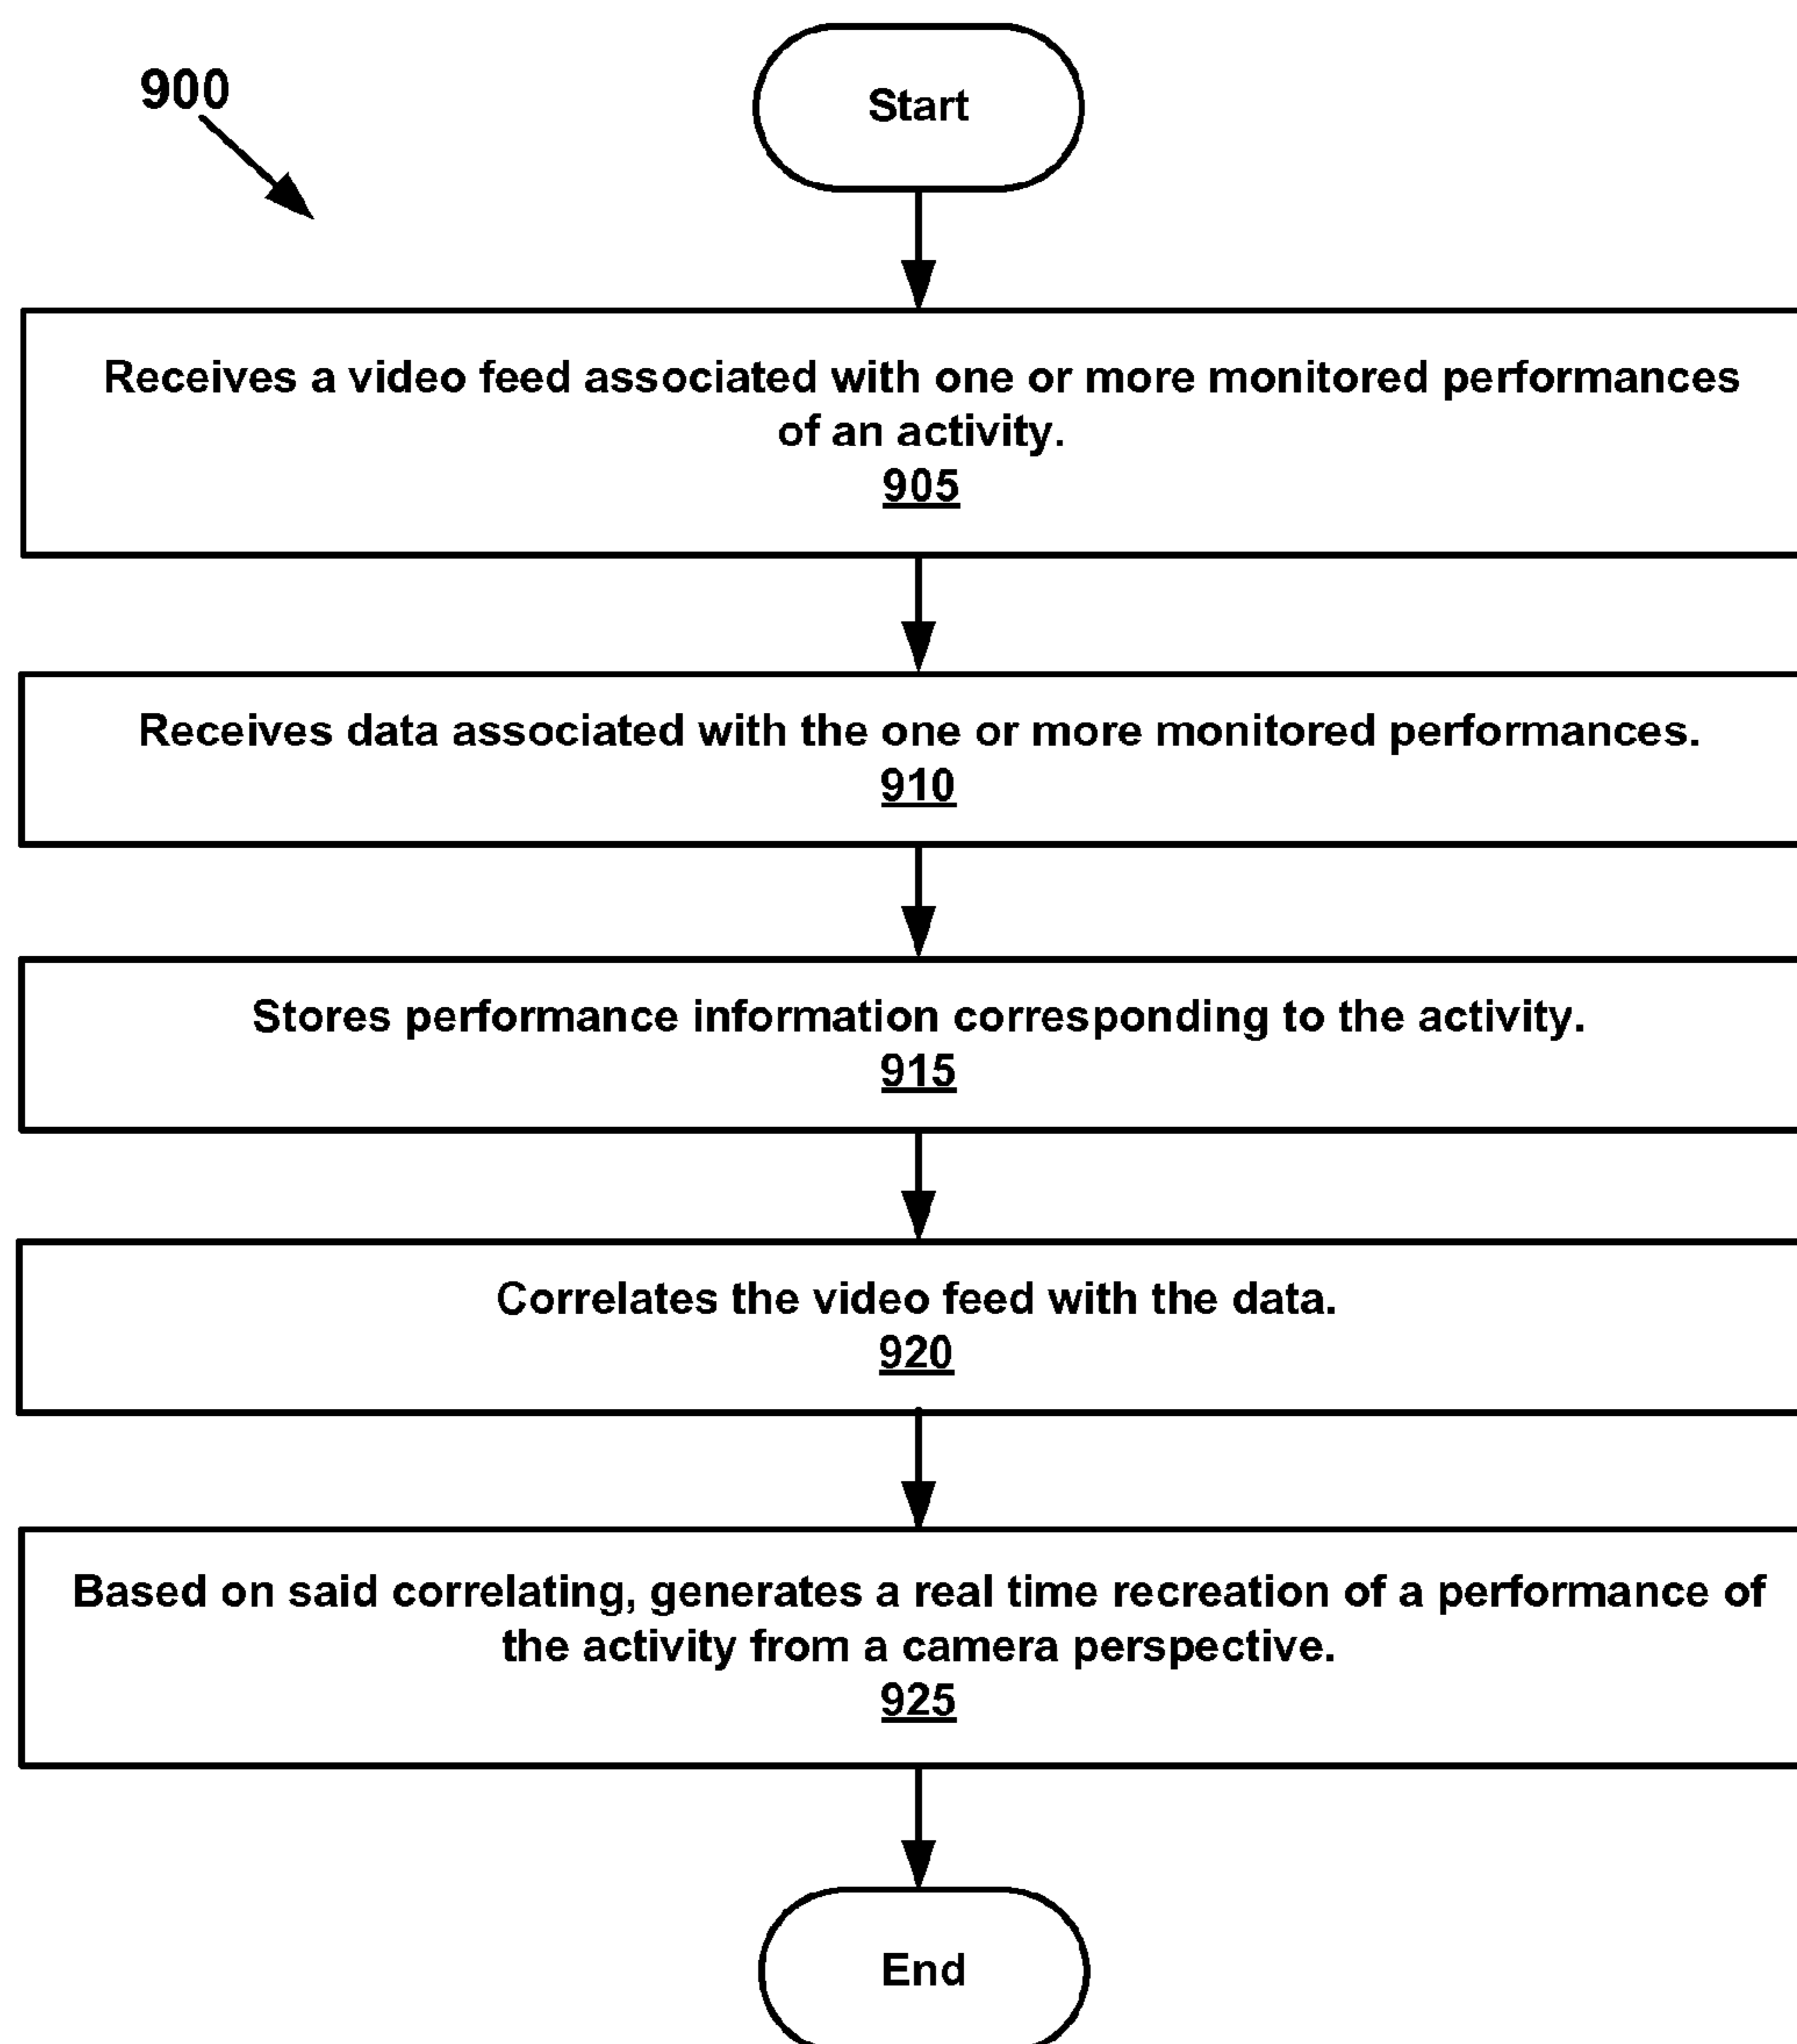 900
Start
Receives a video feed associated with one or more monitored performances
of an activity.
905
Receives data associated with the one or more monitored performances.
910
Stores performance information corresponding to the activity.
915
Correlates the video feed with the data.
920
Based on said correlating, generates a real time recreation of a performance of
the activity from a camera perspective.
925
End